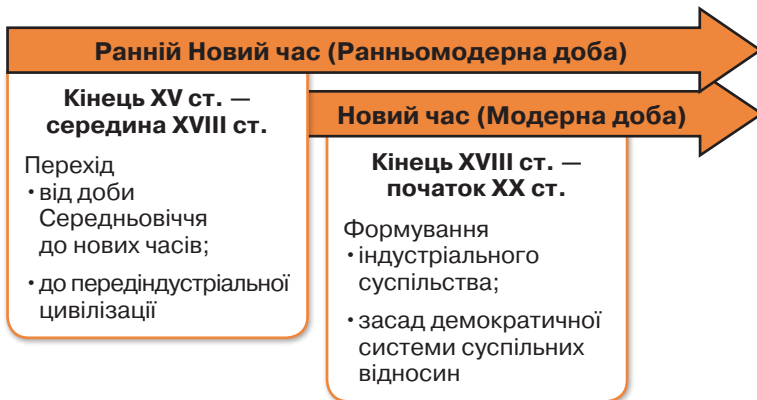 Ранній Новий час (Ранньомодерна доба)
Кінець XV ст. —
середина XVIII ст.
Перехід
• від доби
Середньовіччя
до нових часів;
• до передіндустріальної
цивілізації
Новий час (Модерна доба)
Кінець XVIII ст. —
початок XX ст.
Формування
• індустріального
суспільства;
• засад демократичної
системи суспільних
відносин